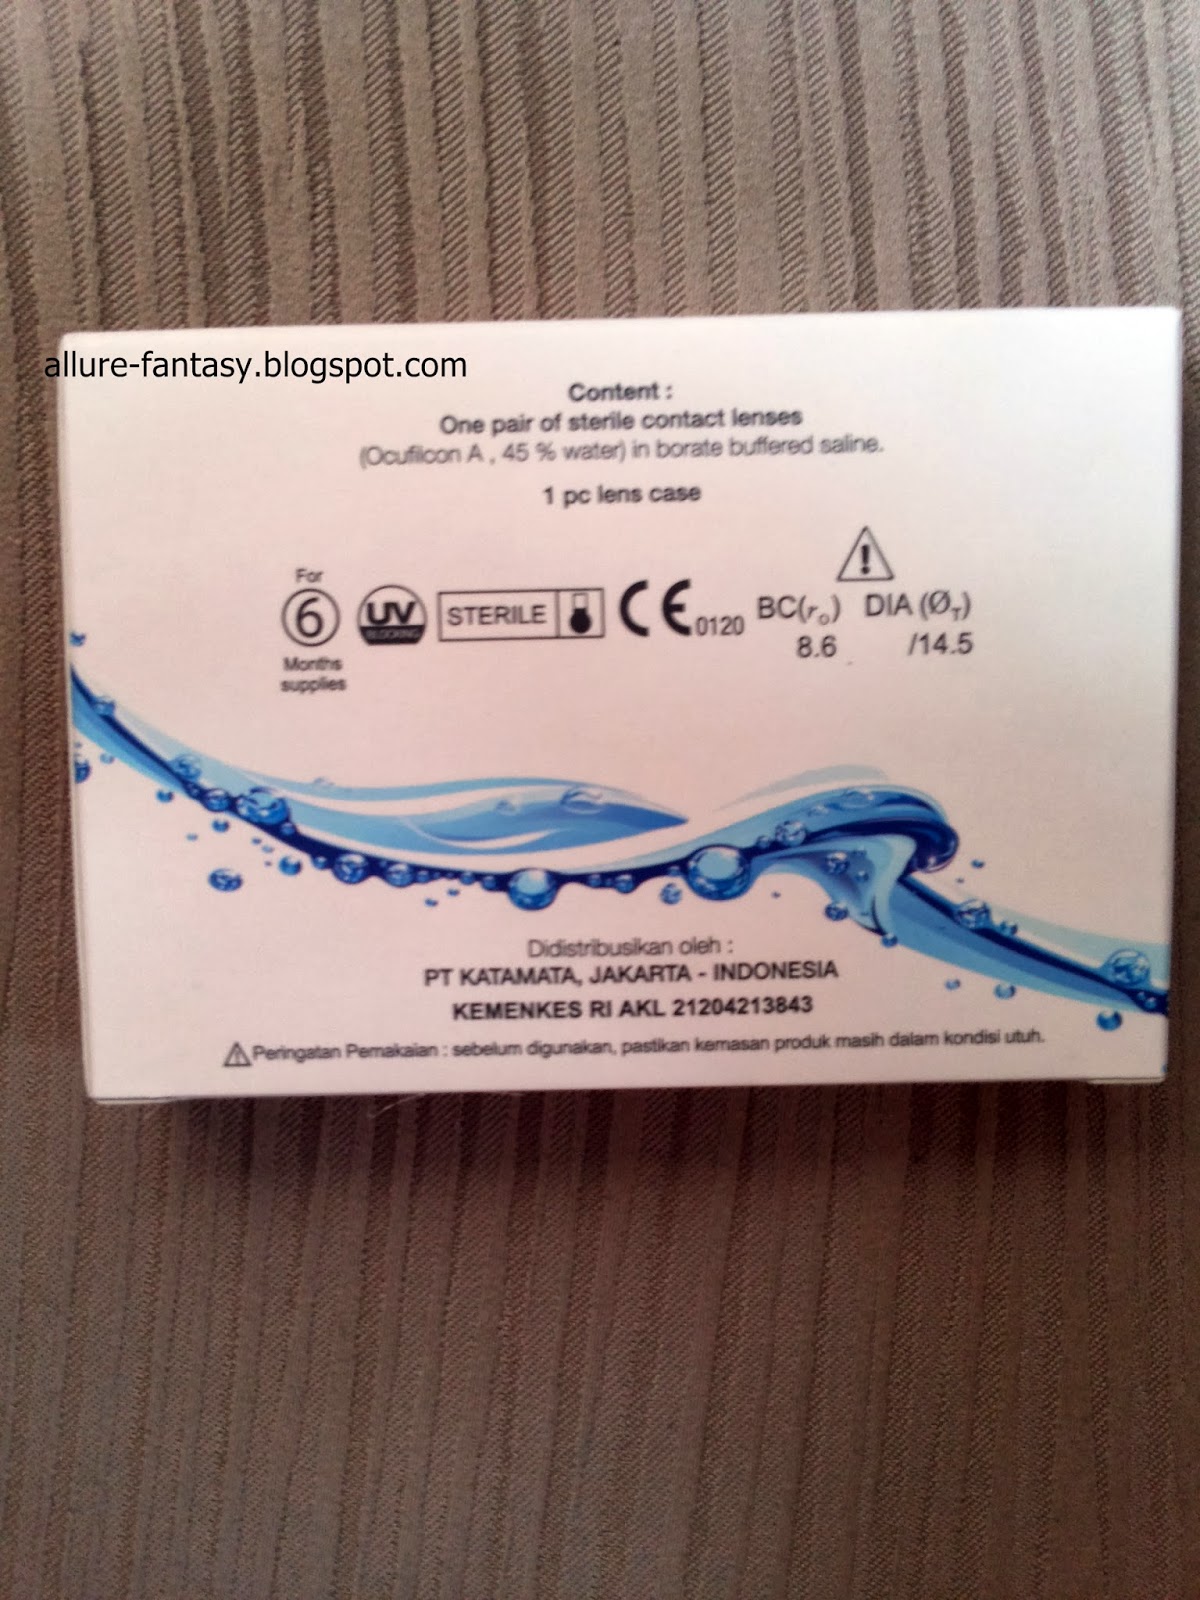 allure-fantasy.blogspot.com
Content :
One pair of sterile contact lenses
(Ocufilcon A , 45 % water) in borate buffered saline.
1 pc lens case
For
6
Months
supplies
UV
BLOCKING
STERILE
CE 0120
BC(r₀) DIA (Ø_T)
8.6 /14.5
Didistribusikan oleh :
PT KATAMATA, JAKARTA - INDONESIA
KEMENKES RI AKL 21204213843
Peringatan Pemakaian : sebelum digunakan, pastikan kemasan produk masih dalam kondisi utuh.